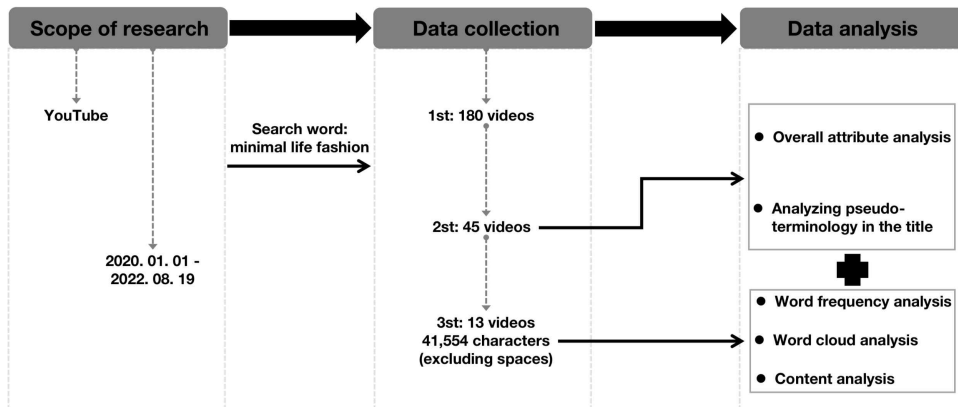 Scope of research
Data collection
Data analysis
YouTube
2020. 01. 01 -
2022. 08. 19
Search word:
minimal life fashion
1st: 180 videos
2st: 45 videos
3st: 13 videos
41,554 characters
(excluding spaces)
Overall attribute analysis
Analyzing pseudo-
terminology in the title
Word frequency analysis
Word cloud analysis
Content analysis